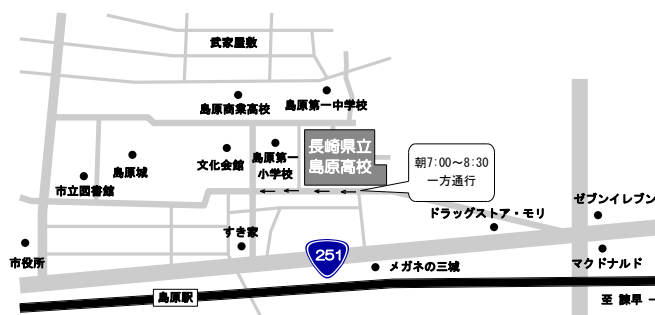 武家屋敷
島原商業高校
島原第一中学校
長崎県立
島原高校
島原城
文化会館
島原第一
小学校
朝7:00~8:30
一方通行
市立図書館
ドラッグストア・モリ
ゼブンイレブン
すき家
251
市役所
メガネの三城
マクドナルド
島原駅
至 諫早